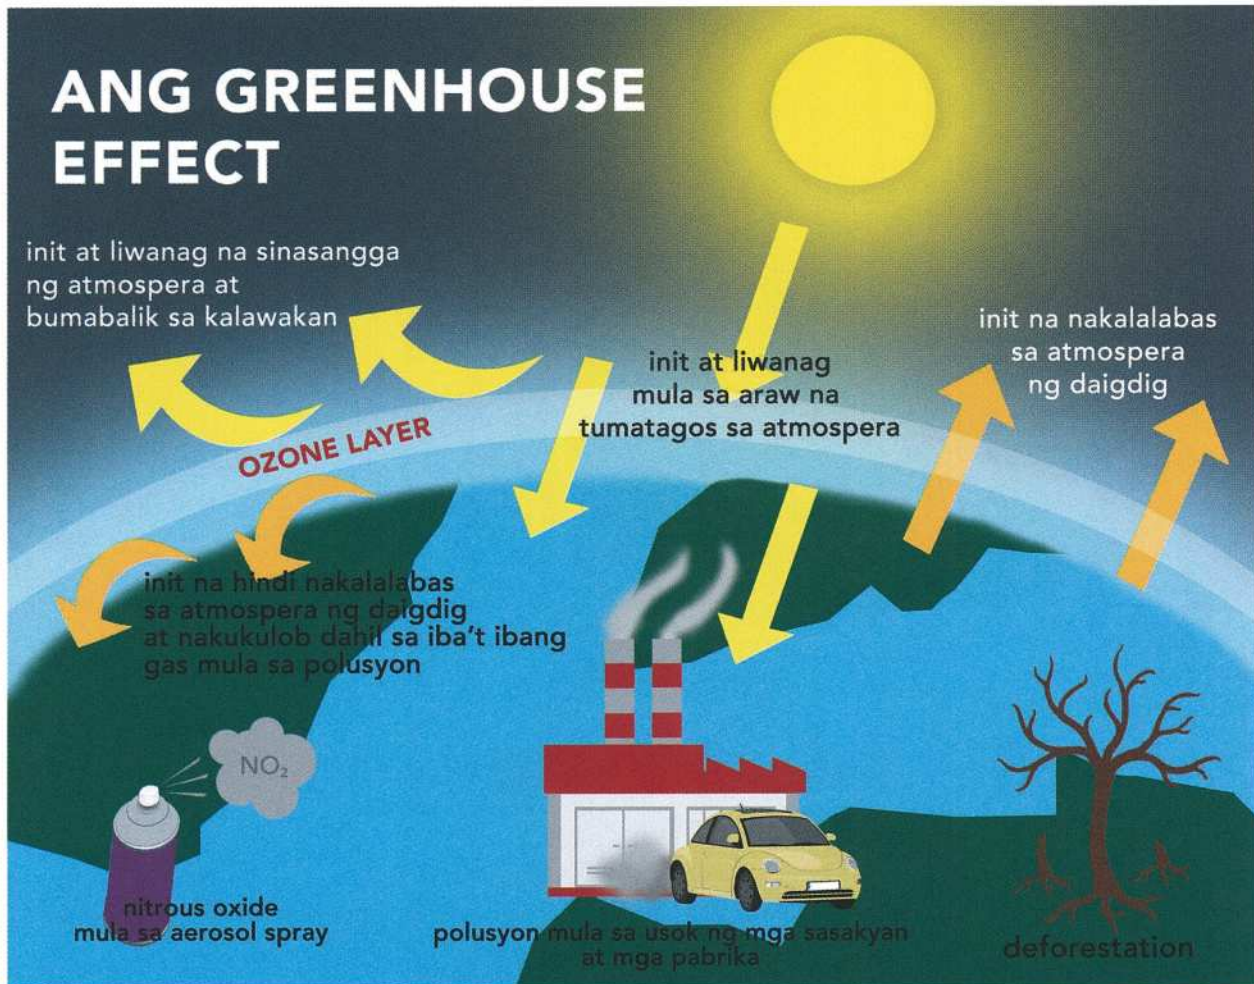 ANG GREENHOUSE
EFFECT
init at liwanag na sinasangga
ng atmospera at
bumabalik sa kalawakan
init at liwanag
mula sa araw na
tumatagos sa atmospera
init na nakalalabas
sa atmospera
ng daigdig
OZONE LAYER
init na hindi nakalalabas
sa atmospera ng daigdig
at nakukulob dahil sa iba't ibang
gas mula sa polusyon
NO₂
nitrous oxide
mula sa aerosol spray
polusyon mula sa usok ng mga sasakyan
at mga pabrika
deforestation